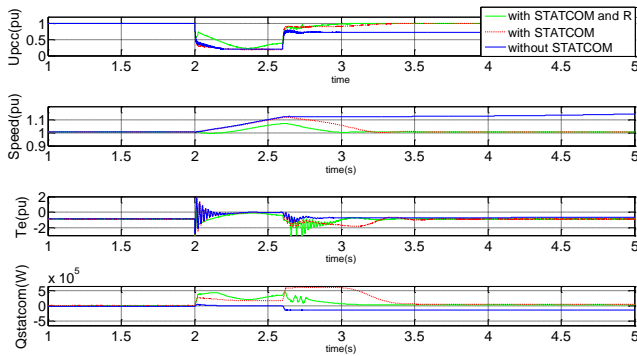 with STATCOM and R
with STATCOM
without STATCOM
Upcc(pu)
1
0.5
0
1 1.5 2 2.5 3 3.5 4 4.5 5
time
Speed(pu)
1.1
1
0.9
1 1.5 2 2.5 3 3.5 4 4.5 5
time(s)
Te(pu)
2
0
-2
1 1.5 2 2.5 3 3.5 4 4.5 5
time(s)
Qstatcom(W)
x 10^5
5
0
-5
1 1.5 2 2.5 3 3.5 4 4.5 5
time(s)